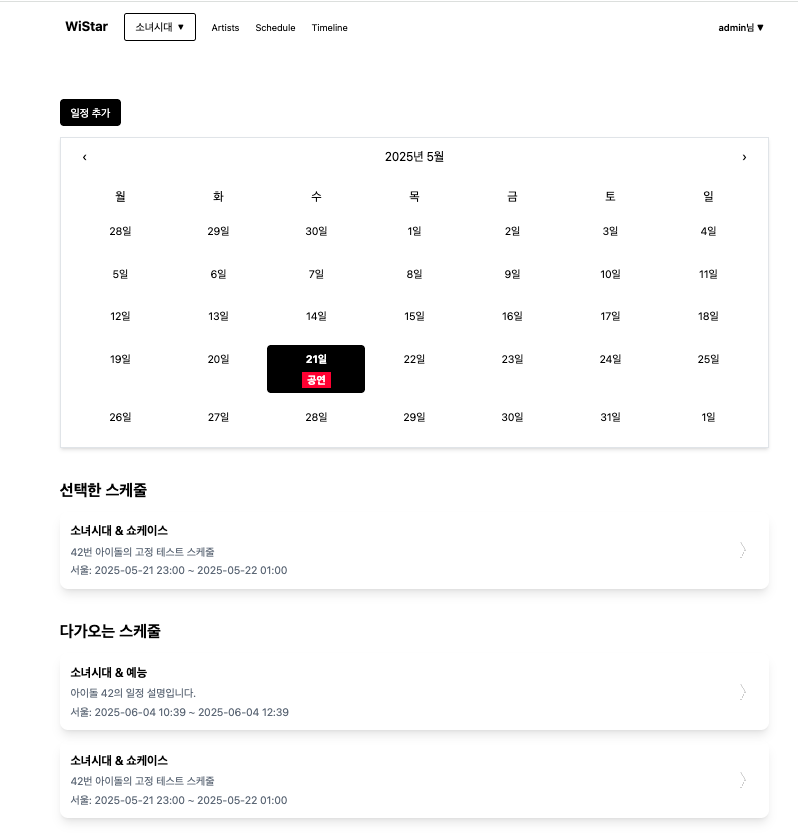 WiStar 소녀시대 ▼ Artists Schedule Timeline admin님 ▼
일정 추가
‹ 2025년 5월 ›
월 화 수 목 금 토 일
28일 29일 30일 1일 2일 3일 4일
5일 6일 7일 8일 9일 10일 11일
12일 13일 14일 15일 16일 17일 18일
19일 20일 21일 22일 23일 24일 25일
공연
26일 27일 28일 29일 30일 31일 1일
선택한 스케줄
소녀시대 & 쇼케이스
42번 아이돌의 고정 테스트 스케줄
서울: 2025-05-21 23:00 ~ 2025-05-22 01:00
다가오는 스케줄
소녀시대 & 예능
아이돌 42의 일정 설명입니다.
서울: 2025-06-04 10:39 ~ 2025-06-04 12:39
소녀시대 & 쇼케이스
42번 아이돌의 고정 테스트 스케줄
서울: 2025-05-21 23:00 ~ 2025-05-22 01:00